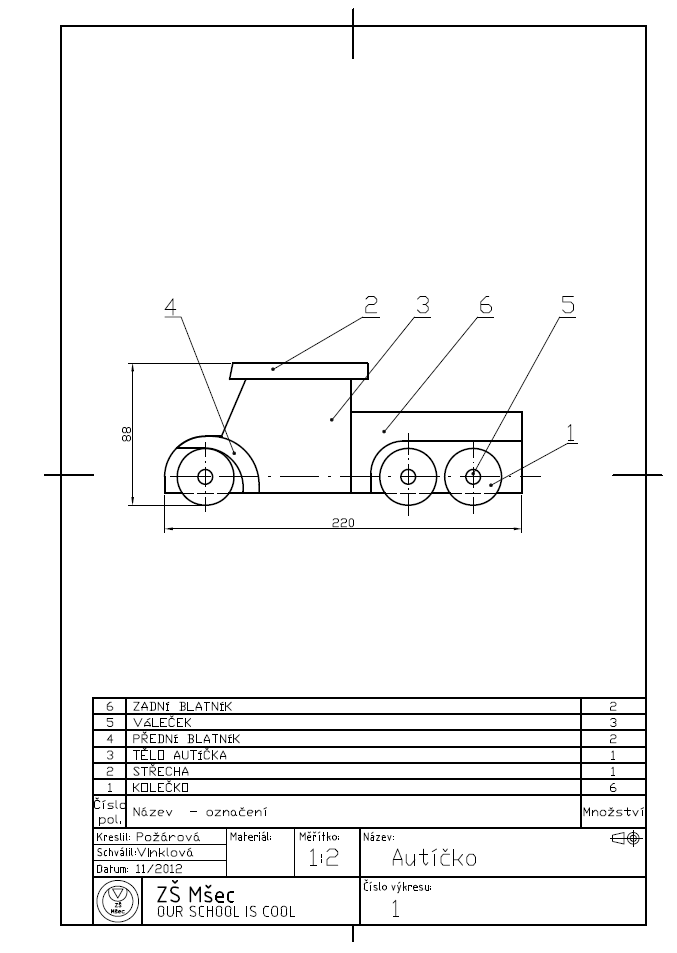 4 2 3 6 5
1
88
220
6 ZADNÍ BLATNÍK 2
5 VÁLEČEK 3
4 PŘEDNÍ BLATNÍK 2
3 TĚLO AUTÍČKA 1
2 STŘECHA 1
1 KOLEČKO 6
Číslo pol. Název - označení Množství
Kreslil: Požárová
Schválil: Vlnklová
Datum: 11/2012
Materiál:
Měřítko:
1:2
Název:
Autíčko
ZŠ
Mšec
ZŠ Mšec
OUR SCHOOL IS COOL
Číslo výkresu:
1